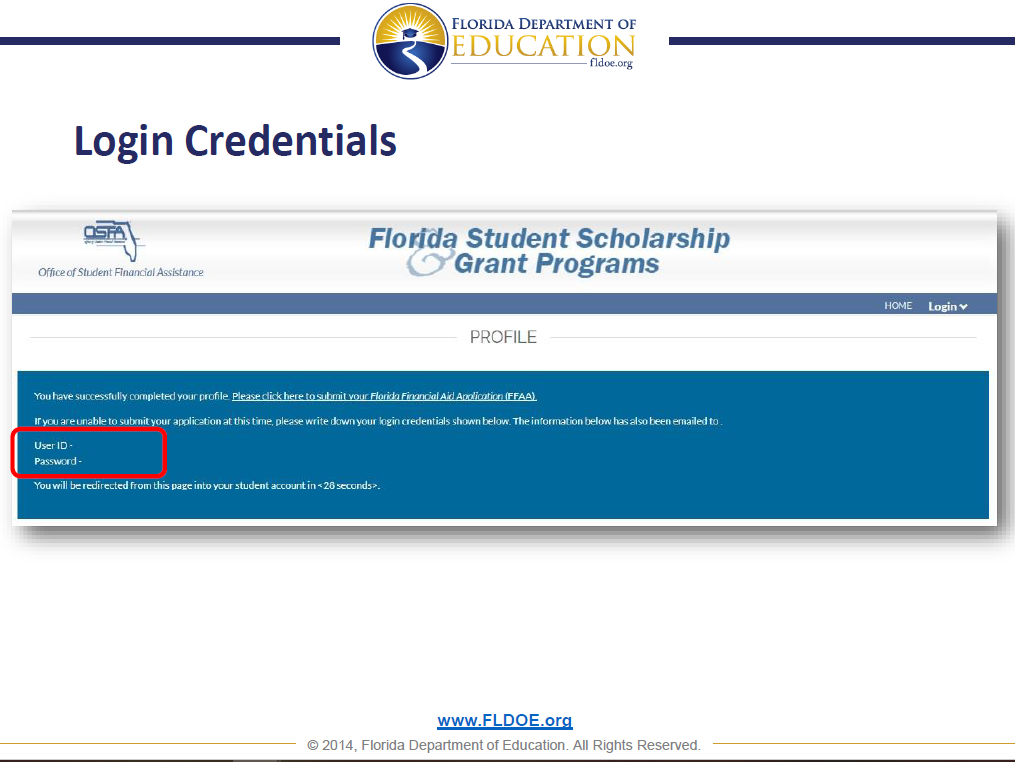 FLORIDA DEPARTMENT OF
EDUCATION
fldoe.org
Login Credentials
OSFA
Office of Student Financial Assistance
Florida Student Scholarship
& Grant Programs
HOME Login
PROFILE
You have successfully completed your profile. Please click here to submit your Florida Financial Aid Application (FFAA).
If you are unable to submit your application at this time, please write down your login credentials shown below. The information below has also been emailed to .
User ID -
Password -
You will be redirected from this page into your student account in <28 seconds>.
www.FLDOE.org
© 2014, Florida Department of Education. All Rights Reserved.